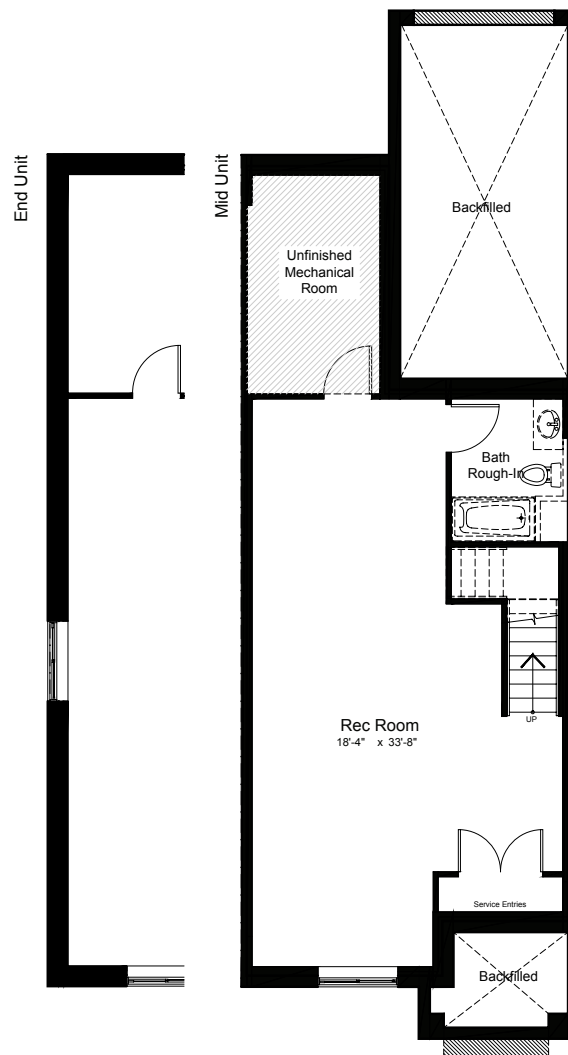 End Unit
Mid Unit
Backfilled
Unfinished
Mechanical
Room
Bath
Rough-In
UP
Rec Room
18'-4" x 33'-8"
Service Entries
Backfilled